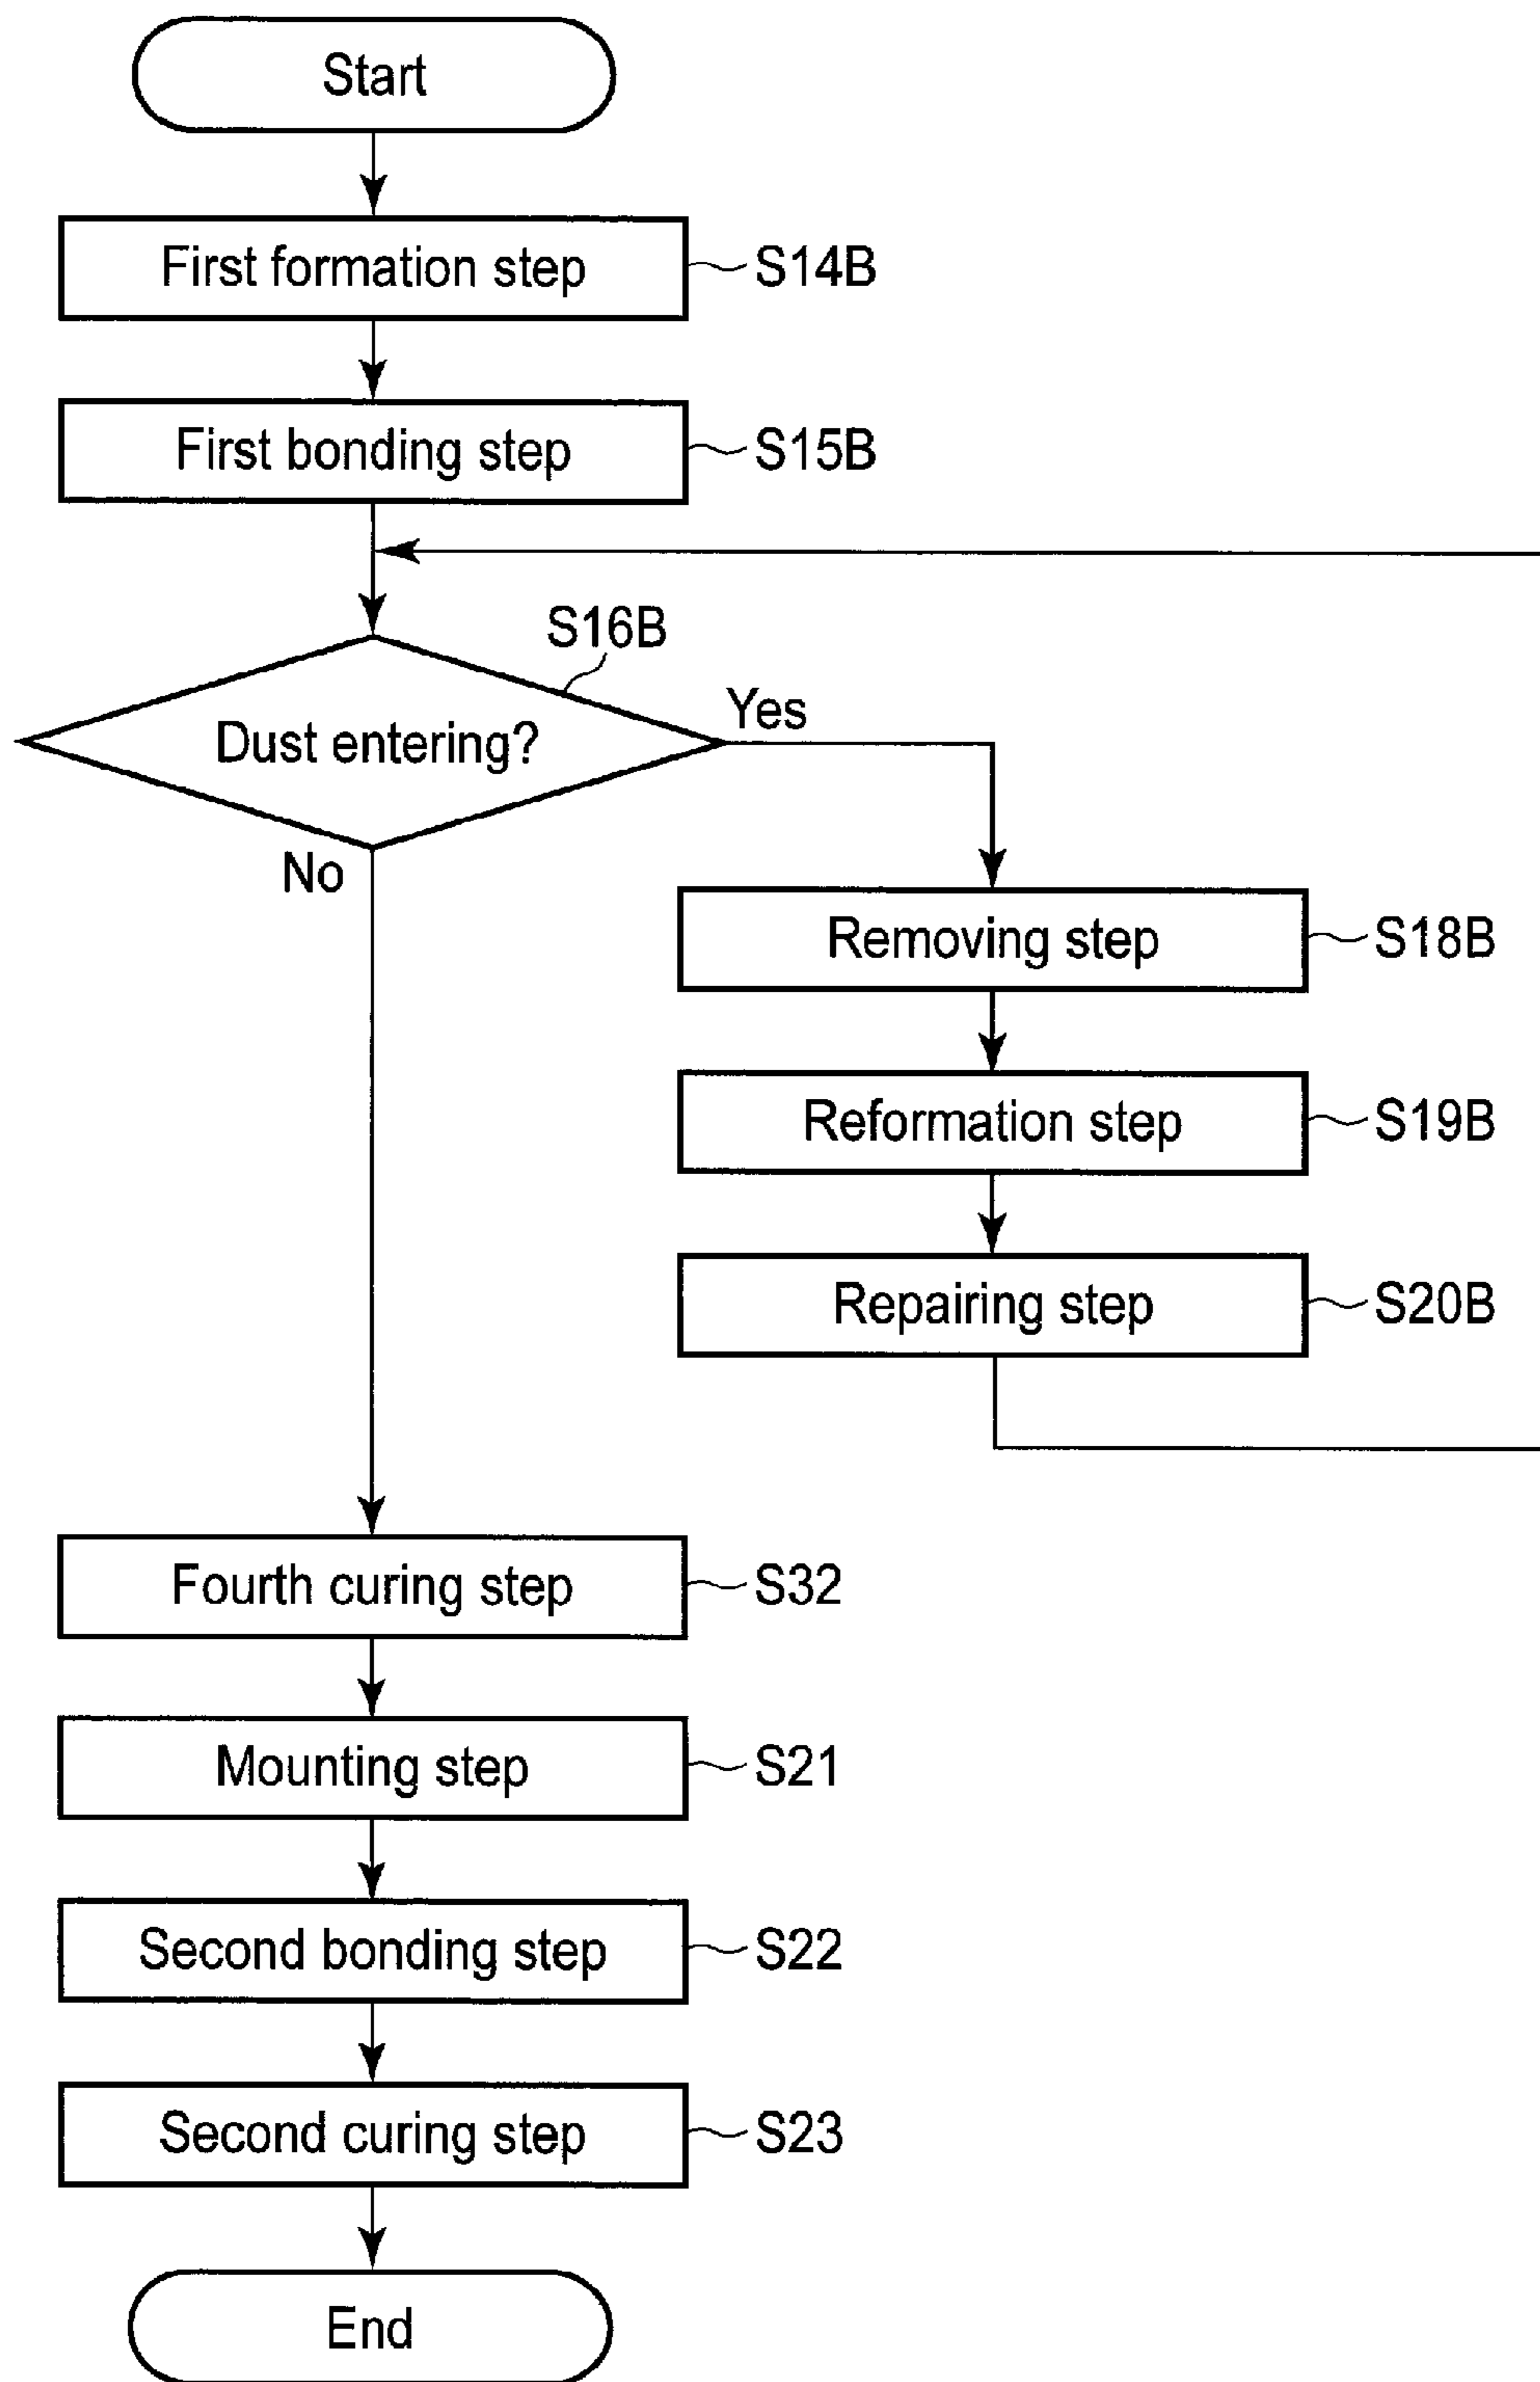 Start
First formation step S14B
First bonding step S15B
S16B
Dust entering?
Yes
No
Removing step S18B
Reformation step S19B
Repairing step S20B
Fourth curing step S32
Mounting step S21
Second bonding step S22
Second curing step S23
End